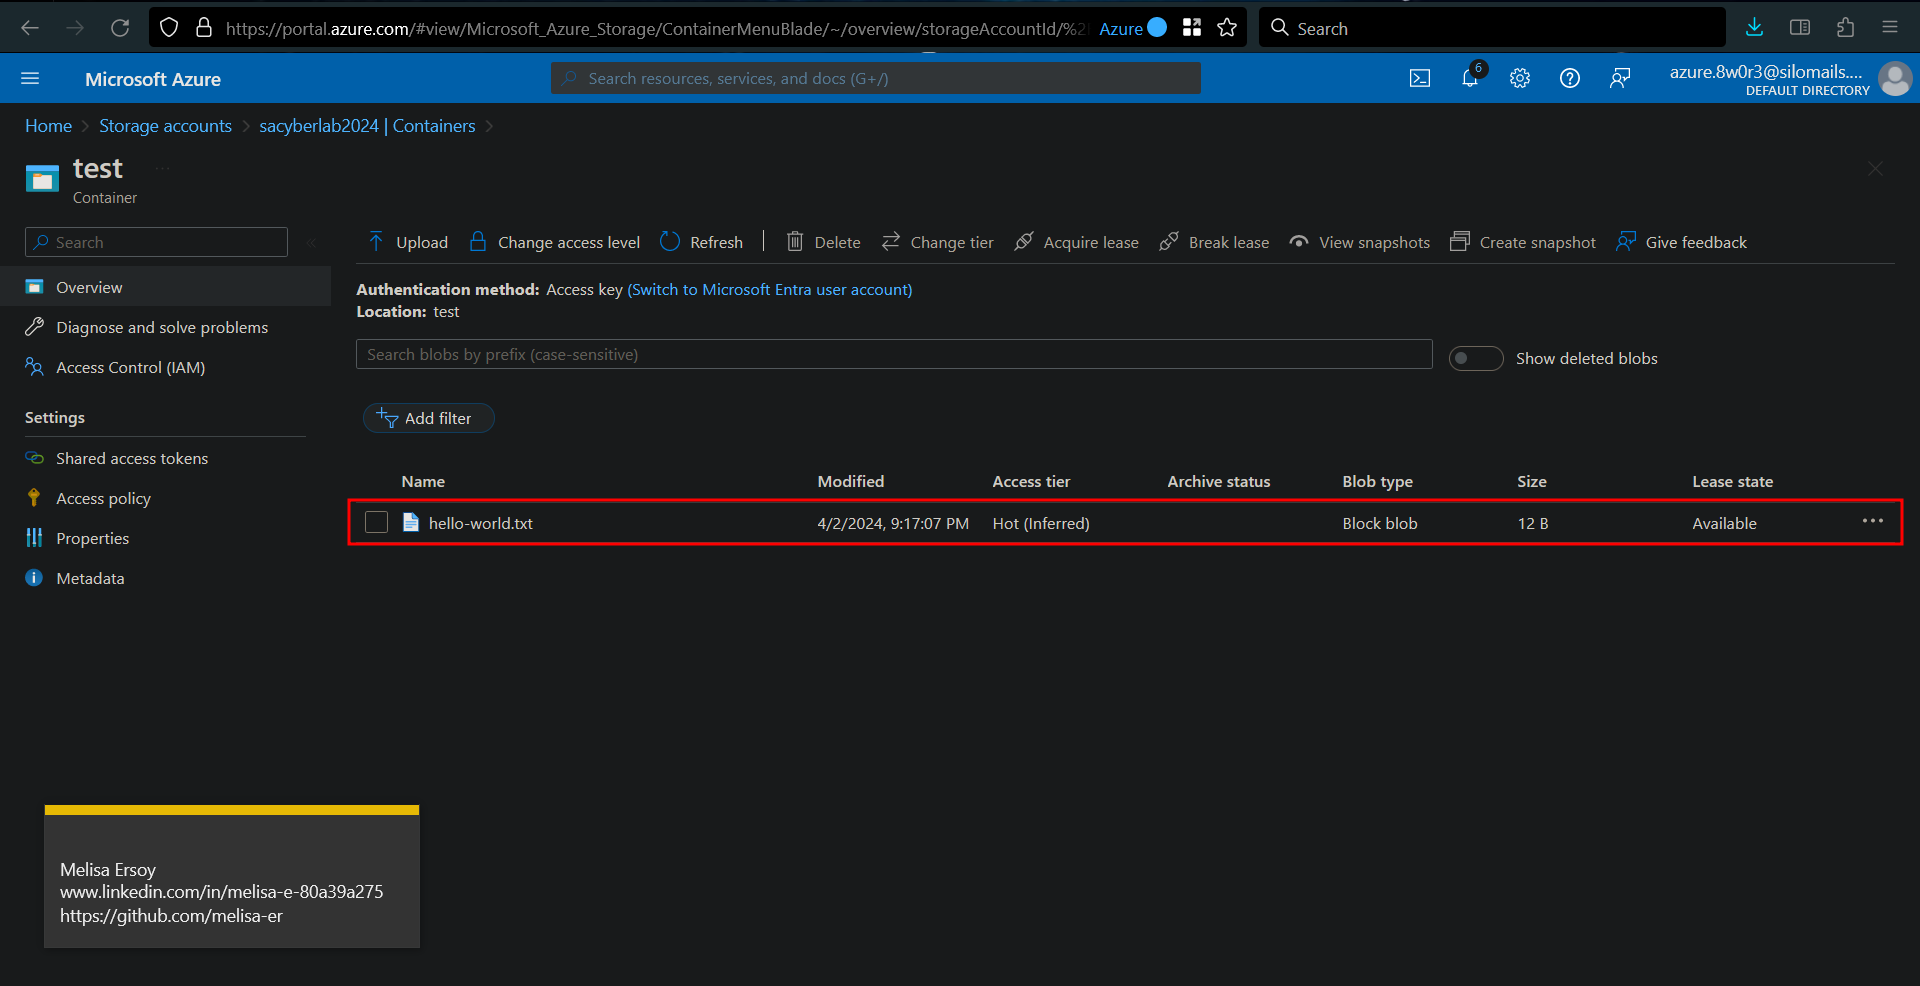 https://portal.azure.com/#view/Microsoft_Azure_Storage/ContainerMenuBlade/~/overview/storageAccountId/%2 Azure Search
Microsoft Azure Search resources, services, and docs (G+/) 6 azure.8w0r3@silomails....
DEFAULT DIRECTORY
Home > Storage accounts > sacyberlab2024 | Containers >
test ...
Container
Search «
Upload Change access level Refresh | Delete Change tier Acquire lease Break lease View snapshots Create snapshot Give feedback
Overview
Diagnose and solve problems
Access Control (IAM)
Settings
Shared access tokens
Access policy
Properties
Metadata
Authentication method: Access key (Switch to Microsoft Entra user account)
Location: test
Search blobs by prefix (case-sensitive) Show deleted blobs
Add filter
Name Modified Access tier Archive status Blob type Size Lease state
hello-world.txt 4/2/2024, 9:17:07 PM Hot (Inferred) Block blob 12 B Available ...
Melisa Ersoy
www.linkedin.com/in/melisa-e-80a39a275
https://github.com/melisa-er